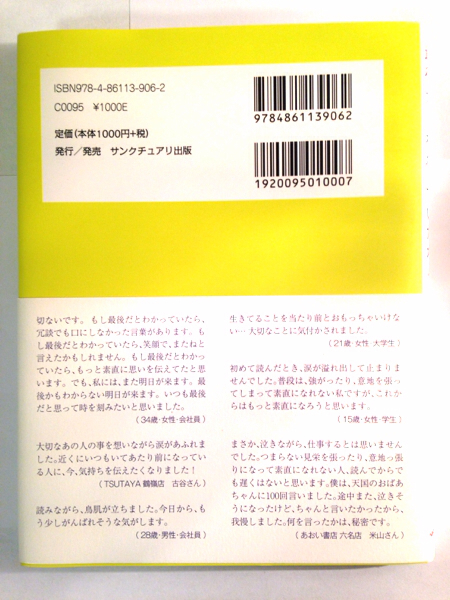 ISBN978-4-86113-906-2
C0095 ¥1000E
定価(本体1000円+税)
発行／発売 サンクチュアリ出版
9784861139062
1920095010007
切ないです。もし最後だとわかっていたら、
冗談でも口にしなかった言葉があります。も
し最後だとわかっていたら、笑顔で、またねと
言えたかもしれません。もし最後だとわかっ
ていたら、もっと素直に思いを伝えてたと思
います。でも、私には、また明日が来ます。最
後かもわからない明日が来ます。いつも最後
だと思って時を刻みたいと思いました。
(34歳・女性・会社員)
大切なあの人の事を想いながら涙があふれま
した。近くにいつもいてあたり前になってい
る人に、今、気持ちを伝えたくなりました!
(TSUTAYA 鶴嶺店 古谷さん)
読みながら、鳥肌が立ちました。今日から、も
う少しがんばれそうな気がします。
(28歳・男性・会社員)
生きてることを当たり前とおもっちゃいけな
い…大切なことに気付かされました。
(21歳・女性 大学生)
初めて読んだとき、涙が溢れ出して止まりま
せんでした。普段は、強がったり、意地を張っ
てしまって素直になれない私ですが、これか
らはもっと素直になろうと思います。
(15歳・女性・学生)
まさか、泣きながら、仕事するとは思いません
でした。つまらない見栄を張ったり、意地っ張
りになって素直になれない人、読んでからで
も遅くはないと思います。僕は、天国のおばあ
ちゃんに100回言いました。途中また、泣きそ
うになったけど、ちゃんと言いたかったから、
我慢しました。何を言ったかは、秘密です。
(あおい書店 六名店 米山さん)